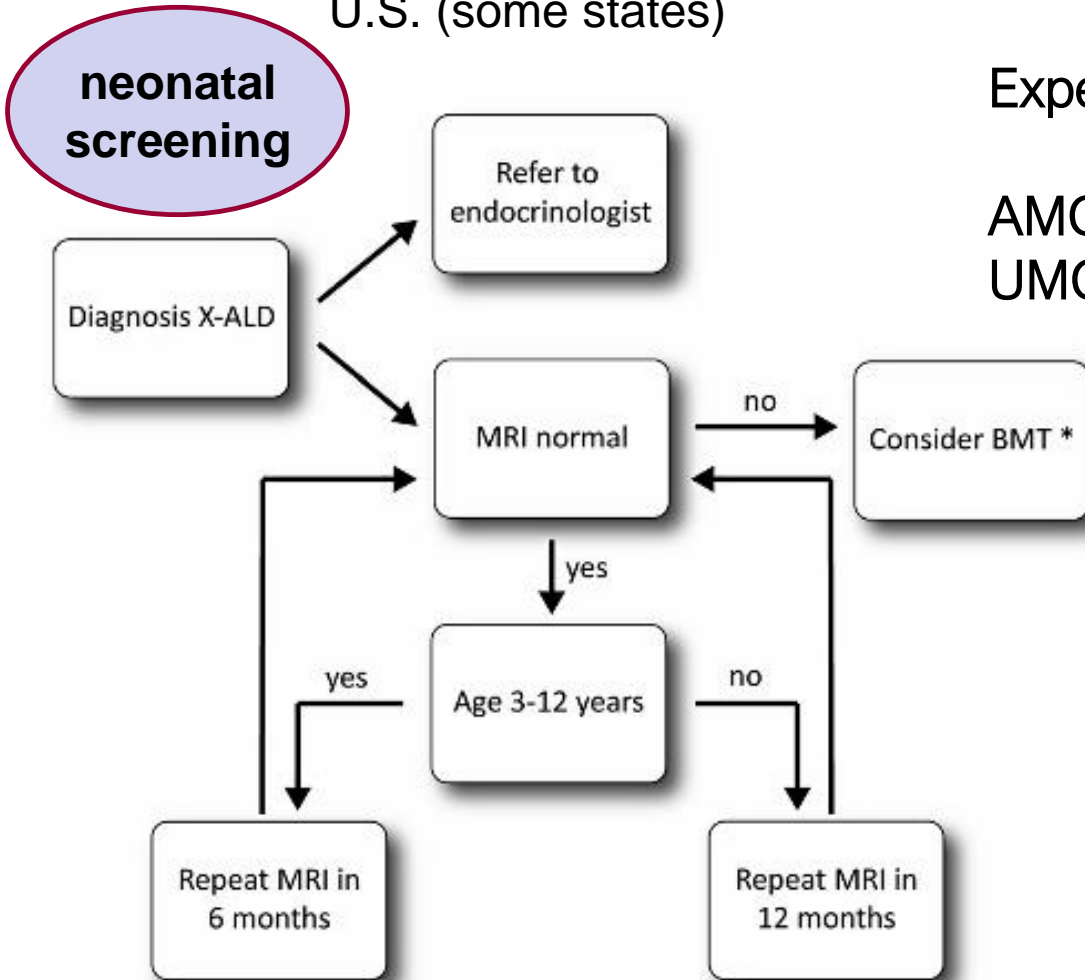 U.S. (some states)
neonatal
screening
Refer to
endocrinologist
Diagnosis X-ALD
MRI normal
no
Consider BMT *
yes
yes
Age 3-12 years
no
Repeat MRI in
6 months
Repeat MRI in
12 months